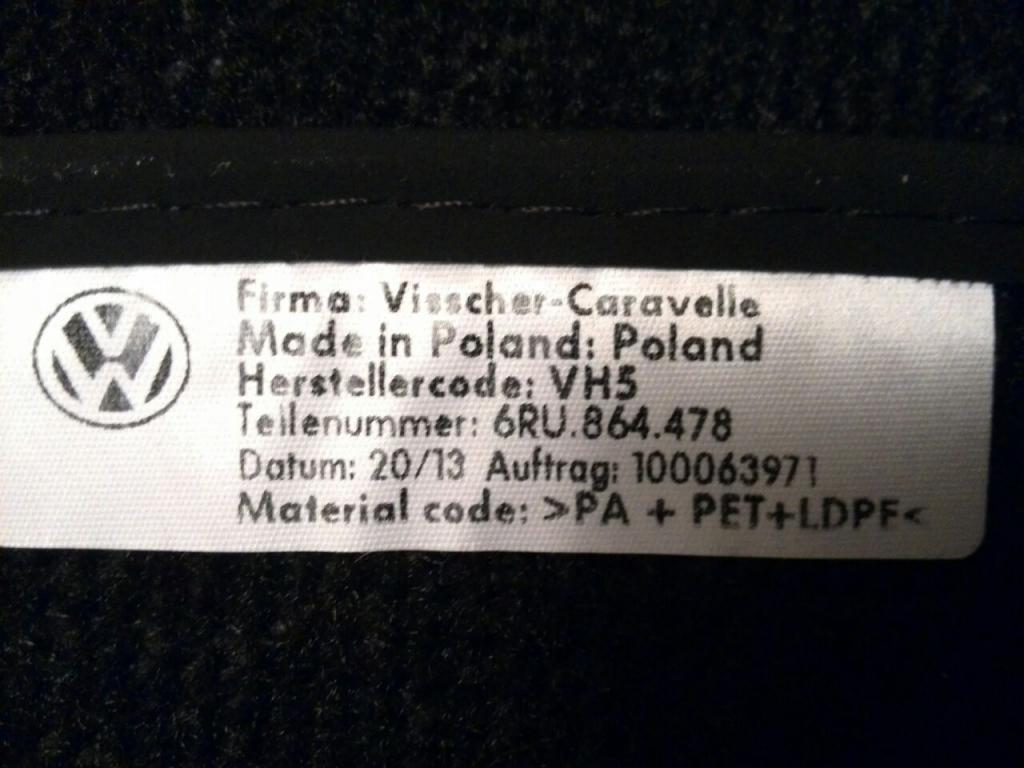 Firma: Visscher-Caravelle
Made in Poland: Poland
Herstellercode: VH5
Teilenummer: 6RU.864.478
Datum: 20/13 Auftrag: 100063971
Material code: >PA + PET+LDPF<